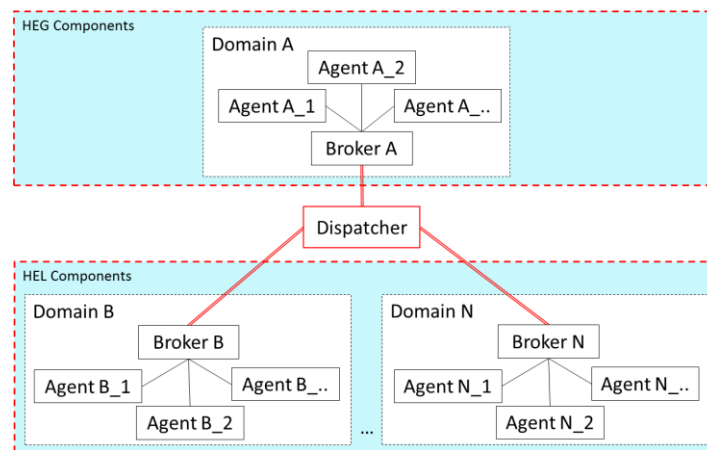 HEG Components
Domain A
Agent A_2
Agent A_1
Agent A_..
Broker A
Dispatcher
HEL Components
Domain B
Broker B
Agent B_1
Agent B_..
Agent B_2
...
Domain N
Broker N
Agent N_1
Agent N_..
Agent N_2